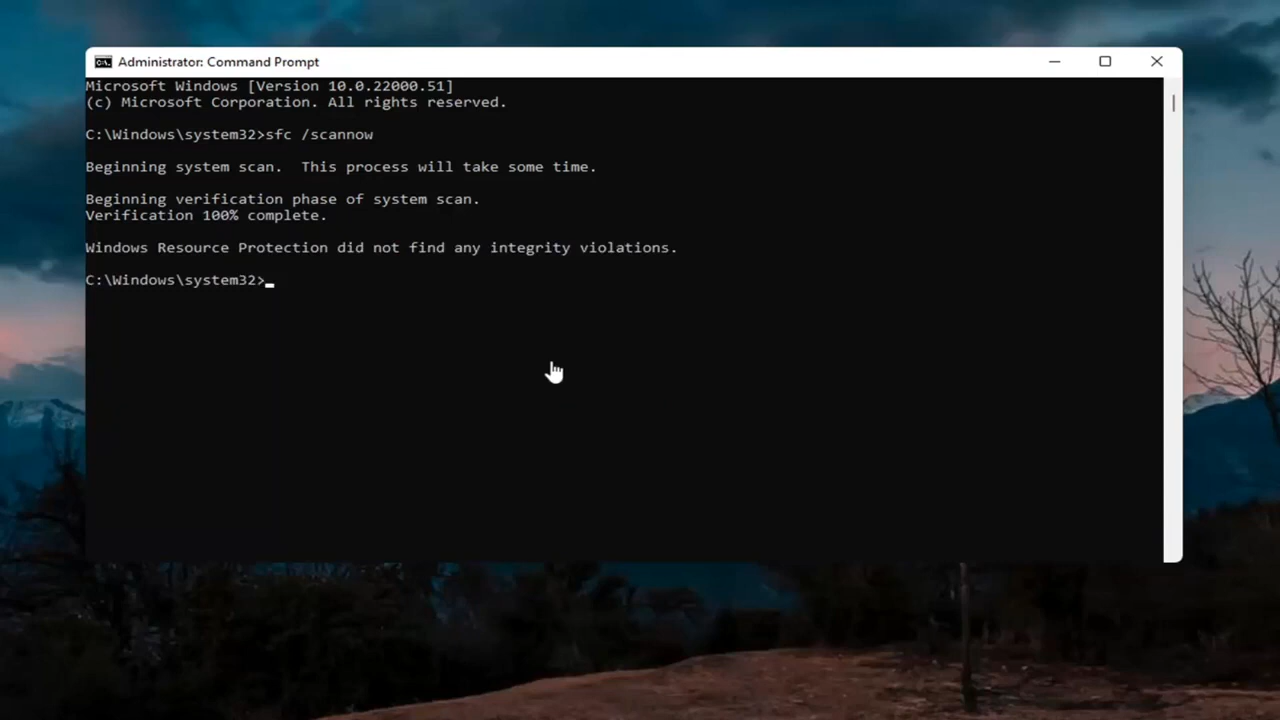 Administrator: Command Prompt
Microsoft Windows [Version 10.0.22000.51]
(c) Microsoft Corporation. All rights reserved.
C:\Windows\system32>sfc /scannow
Beginning system scan.  This process will take some time.
Beginning verification phase of system scan.
Verification 100% complete.
Windows Resource Protection did not find any integrity violations.
C:\Windows\system32>